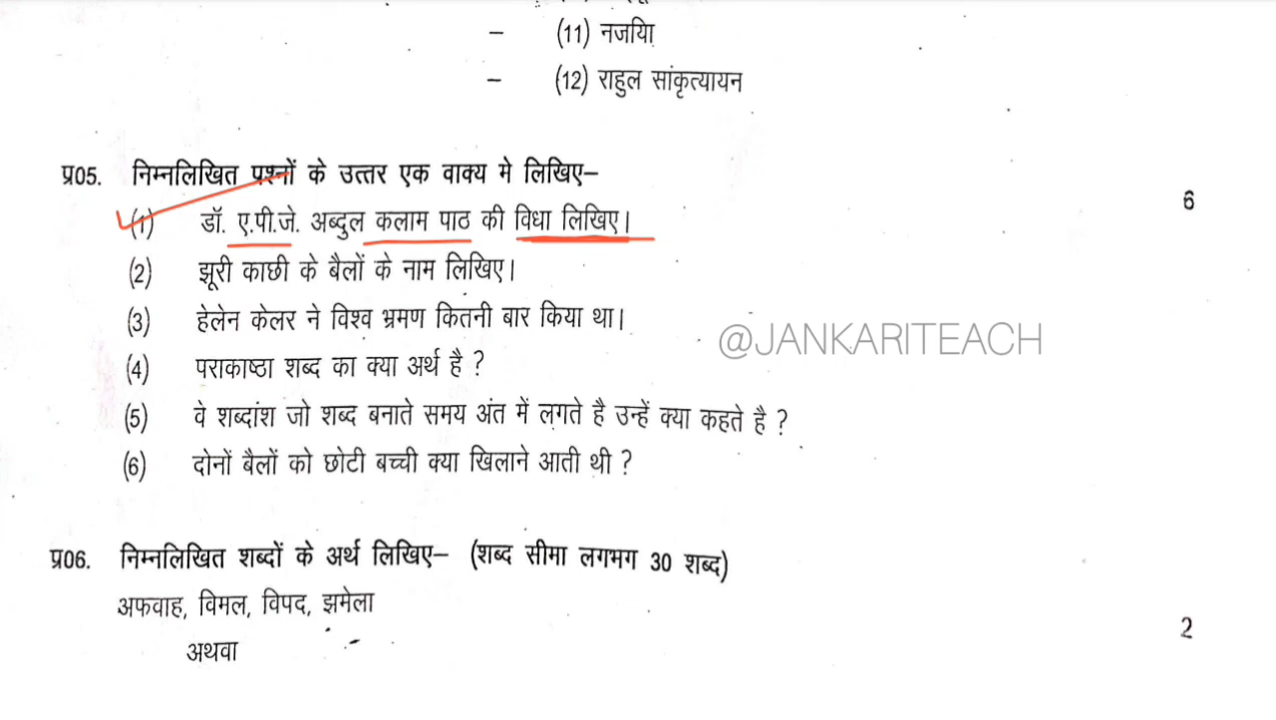 – (11) नजयिा
– (12) राहुल सांकृत्यायन
प्र05. निम्नलिखित प्रश्नों के उत्तर एक वाक्य मे लिखिए– 6
(1) डॉ. ए.पी.जे. अब्दुल कलाम पाठ की विधा लिखिए।
(2) झूरी काछी के बैलों के नाम लिखिए।
(3) हेलेन केलर ने विश्व भ्रमण कितनी बार किया था।
@JANKARITEACH
(4) पराकाष्ठा शब्द का क्या अर्थ है ?
(5) वे शब्दांश जो शब्द बनाते समय अंत में लगते है उन्हें क्या कहते है ?
(6) दोनों बैलों को छोटी बच्ची क्या खिलाने आती थी ?
प्र06. निम्नलिखित शब्दों के अर्थ लिखिए– (शब्द सीमा लगभग 30 शब्द)
अफवाह, विमल, विपद, झमेला
2
अथवा